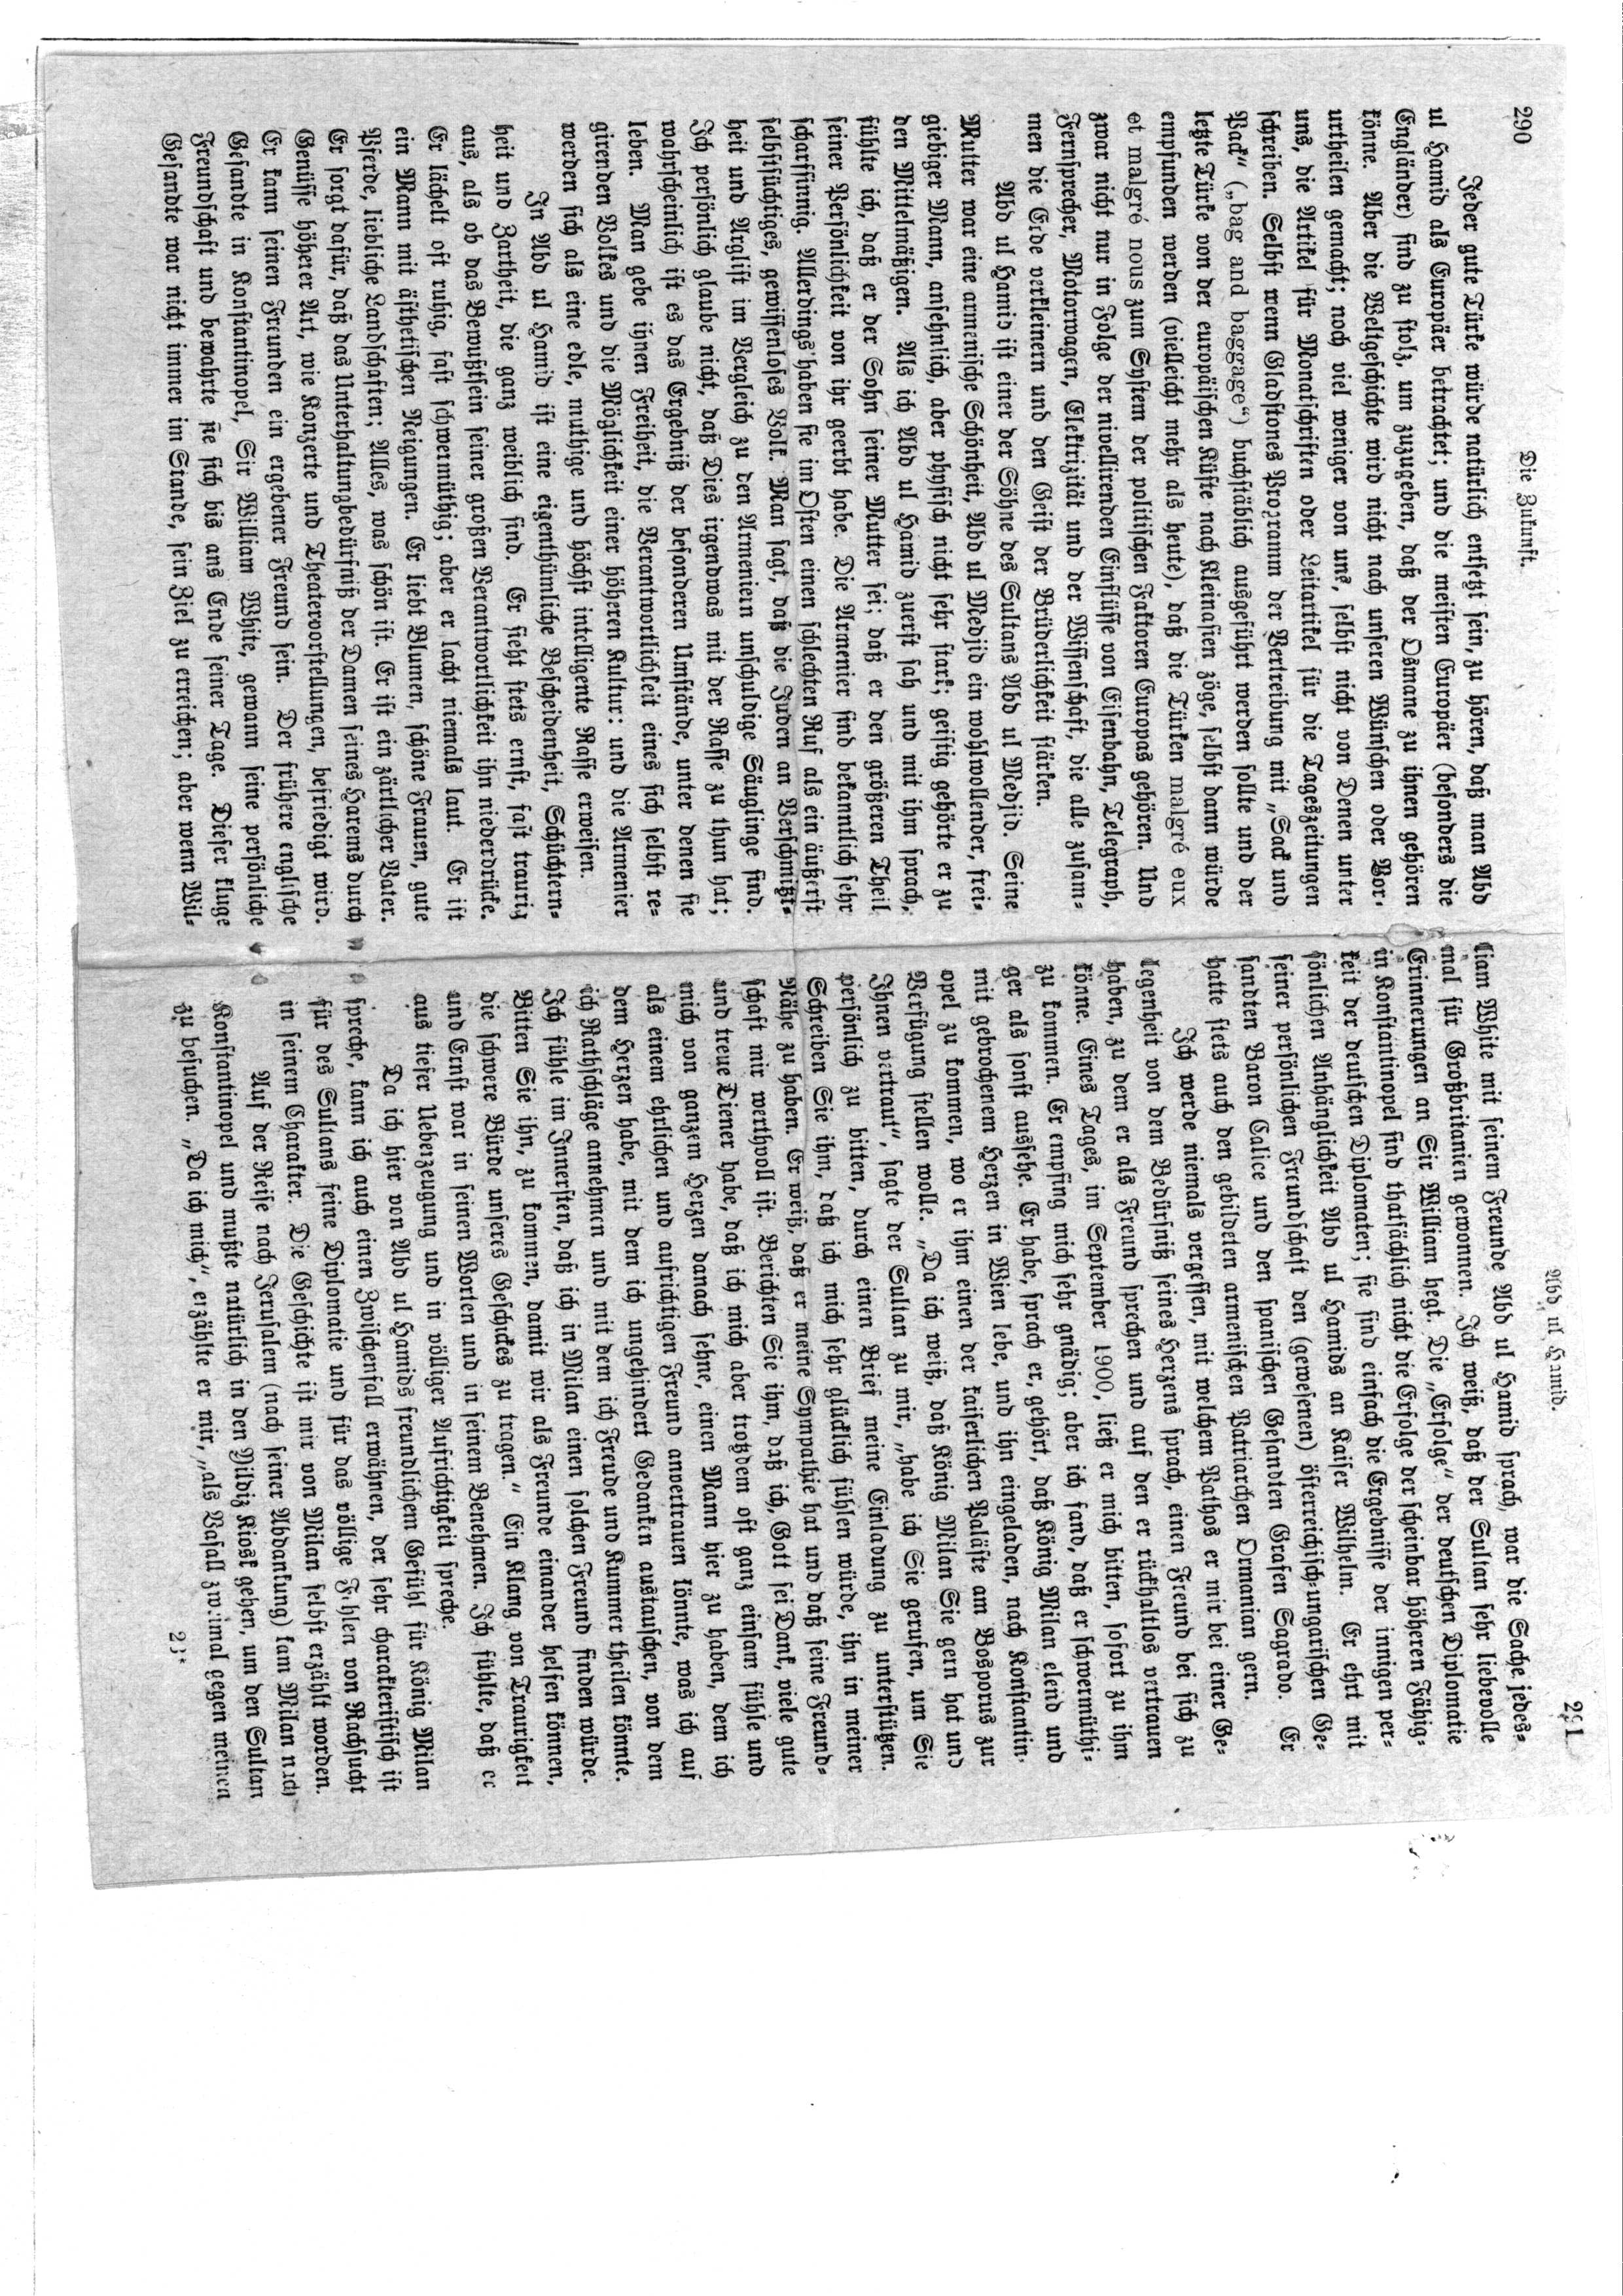 290
Die Zukunft.
Jeder gute Türke würde natürlich entsetzt sein, zu hören, daß man Abd
ul Hamid als Europäer betrachtet; und die meisten Europäer (besonders die
Engländer) sind zu stolz, um zuzugeben, daß der Osmane zu ihnen gehören
könne. Aber die Weltgeschichte wird nicht nach unseren Wünschen oder Vor-
urtheilen gemacht; noch viel weniger von uns, selbst nicht von Denen unter
uns, die Artikel für Monatschriften oder Leitartikel für die Tageszeitungen
schreiben. Selbst wenn Gladstones Programm der Vertreibung mit „Sack und
Pack“ („bag and baggage“) buchstäblich ausgeführt werden sollte und der
letzte Türke von der europäischen Küste nach Kleinasien zöge, selbst dann würde
empfunden werden (vielleicht mehr als heute), daß die Türken malgré eux
et malgré nous zum System der politischen Faktoren Europas gehören. Und
zwar nicht nur in Folge der nivellirenden Einflüsse von Eisenbahn, Telegraph,
Fernsprecher, Motorwagen, Elektrizität und der Wissenschaft, die alle zusam-
men die Erde verkleinern und den Geist der Brüderlichkeit stärken.
Abd ul Hamid ist einer der Söhne des Sultans Abd ul Medjid. Seine
Mutter war eine armenische Schönheit, Abd ul Medjid ein wohlwollender, frei-
giebiger Mann, ansehnlich, aber physisch nicht sehr stark; geistig gehörte er zu
den Mittelmäßigen. Als ich Abd ul Hamid zuerst sah und mit ihm sprach,
fühlte ich, daß er der Sohn seiner Mutter sei; daß er den größeren Theil
seiner Persönlichkeit von ihr geerbt habe. Die Armenier sind bekanntlich sehr
scharfsinnig. Allerdings haben sie im Osten einen schlechten Ruf als ein äußerst
selbstsüchtiges, gewissenloses Volk. Man sagt, daß die Juden an Verschmitzt-
heit und Arglist im Vergleich zu den Armeniern unschuldige Säuglinge sind.
Ich persönlich glaube nicht, daß Dies irgendwas mit der Rasse zu thun hat;
wahrscheinlich ist es das Ergebniß der besonderen Umstände, unter denen sie
leben. Man gebe ihnen Freiheit, die Verantwortlichkeit eines sich selbst re-
girenden Volkes und die Möglichkeit einer höheren Kultur: und die Armenier
werden sich als eine edle, muthige und höchst intelligente Rasse erweisen.
In Abd ul Hamid ist eine eigenthümliche Bescheidenheit, Schüchtern-
heit und Zartheit, die ganz weiblich sind. Er sieht stets ernst, fast traurig
aus, als ob das Bewußtsein seiner großen Verantwortlichkeit ihn niederdrücke.
Er lächelt oft ruhig, fast schwermüthig; aber er lacht niemals laut. Er ist
ein Mann mit ästhetischen Neigungen. Er liebt Blumen, schöne Frauen, gute
Pferde, liebliche Landschaften; Alles, was schön ist. Er ist ein zärtlicher Vater.
Er sorgt dafür, daß das Unterhaltungbedürfniß der Damen seines Harems durch
Genüsse höherer Art, wie Konzerte und Theatervorstellungen, befriedigt wird.
Er kann seinen Freunden ein ergebener Freund sein. Der frühere englische
Gesandte in Konstantinopel, Sir William White, gewann seine persönliche
Freundschaft und bewahrte sie sich bis ans Ende seiner Tage. Dieser kluge
Gesandte war nicht immer im Stande, sein Ziel zu erreichen; aber wenn Wil-
Abd ul Hamid.
291
liam White mit seinem Freunde Abd ul Hamid sprach, war die Sache jedes-
mal für Großbritanien gewonnen. Ich weiß, daß der Sultan sehr liebevolle
Erinnerungen an Sir William hegt. Die „Erfolge“ der deutschen Diplomatie
in Konstantinopel sind thatsächlich nicht die Erfolge der scheinbar höheren Fähig-
keit der deutschen Diplomaten; sie sind einfach die Ergebnisse der innigen per-
sönlichen Anhänglichkeit Abd ul Hamids an Kaiser Wilhelm. Er ehrt mit
seiner persönlichen Freundschaft den (gewesenen) österreichisch-ungarischen Ge-
sandten Baron Calice und den spanischen Gesandten Grafen Sagrado. Er
hatte stets auch den gebildeten armenischen Patriarchen Ormanian gern.
Ich werde niemals vergessen, mit welchem Pathos er mir bei einer Ge-
legenheit von dem Bedürfniß seines Herzens sprach, einen Freund bei sich zu
haben, zu dem er als Freund sprechen und auf den er rückhaltlos vertrauen
könne. Eines Tages, im September 1900, ließ er mich bitten, sofort zu ihm
zu kommen. Er empfing mich sehr gnädig; aber ich fand, daß er schwermüthi-
ger als sonst aussehe. Er habe, sprach er, gehört, daß König Milan elend und
mit gebrochenem Herzen in Wien lebe, und ihn eingeladen, nach Konstantin-
opel zu kommen, wo er ihm einen der kaiserlichen Paläste am Bosporus zur
Verfügung stellen wolle. „Da ich weiß, daß König Milan Sie gern hat und
Ihnen vertraut“, sagte der Sultan zu mir, „habe ich Sie gerufen, um Sie
persönlich zu bitten, durch einen Brief meine Einladung zu unterstützen.
Schreiben Sie ihm, daß ich mich sehr glücklich fühlen würde, ihn in meiner
Nähe zu haben. Er weiß, daß er meine Sympathie hat und daß seine Freund-
schaft mir werthvoll ist. Berichten Sie ihm, daß ich, Gott sei Dank, viele gute
und treue Diener habe, daß ich mich aber trotzdem oft ganz einsam fühle und
mich von ganzem Herzen danach sehne, einen Mann hier zu haben, dem ich
als einem ehrlichen und aufrichtigen Freund anvertrauen könnte, was ich auf
dem Herzen habe, mit dem ich ungehindert Gedanken austauschen, von dem
ich Rathschläge annehmen und mit dem ich Freude und Kummer theilen könnte.
Ich fühle im Innersten, daß ich in Milan einen solchen Freund finden würde.
Bitten Sie ihn, zu kommen, damit wir als Freunde einander helfen können,
die schwere Bürde unseres Geschickes zu tragen.“ Ein Klang von Traurigkeit
und Ernst war in seinen Worten und in seinem Benehmen. Ich fühlte, daß er
aus tiefer Ueberzeugung und in völliger Aufrichtigkeit spreche.
Da ich hier von Abd ul Hamids freundlichem Gefühl für König Milan
spreche, kann ich auch einen Zwischenfall erwähnen, der sehr charakteristisch ist
für des Sultans feine Diplomatie und für das völlige Fehlen von Rachsucht
in seinem Charakter. Die Geschichte ist mir von Milan selbst erzählt worden.
Auf der Reise nach Jerusalem (nach seiner Abdankung) kam Milan nach
Konstantinopel und mußte natürlich in den Yildiz Kiosk gehen, um den Sultan
zu besuchen. „Da ich mich“, erzählte er mir, „als Vasall zweimal gegen meinen